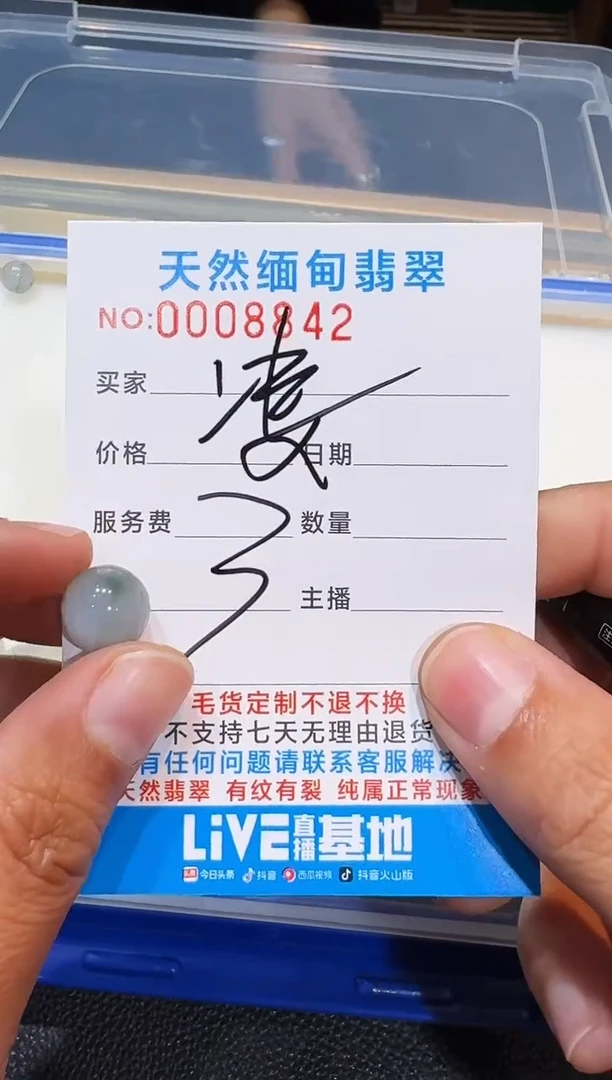 天然缅甸翡翠
NO:0008842
买家
价格 日期
服务费 3 数量
主播
毛货定制不退不换
不支持七天无理由退货
有任何问题请联系客服解决
天然翡翠 有纹有裂 纯属正常现象
LiVE直播基地
头条 今日头条 抖音 西瓜视频 抖音火山版